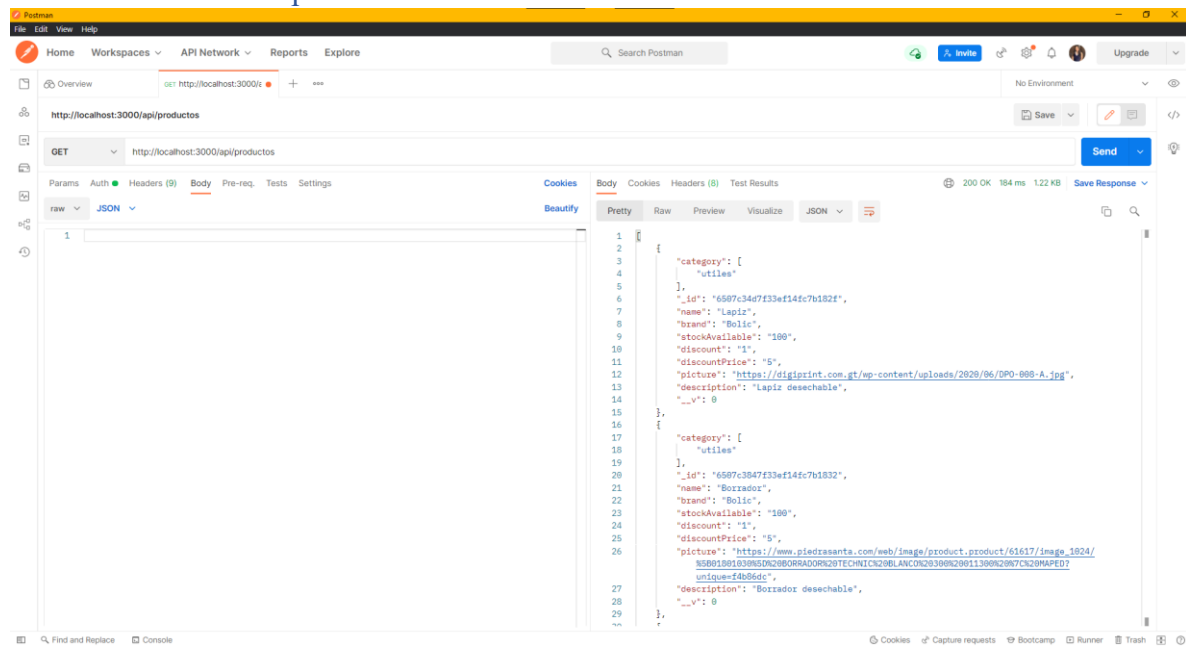 Postman
File Edit View Help
Home Workspaces API Network Reports Explore Search Postman Invite Upgrade
Overview GET http://localhost:3000/a No Environment
http://localhost:3000/api/productos Save
GET http://localhost:3000/api/productos Send
Params Auth Headers (9) Body Pre-req. Tests Settings Cookies
raw JSON Beautify
1
Body Cookies Headers (8) Test Results 200 OK 184 ms 1.22 KB Save Response
Pretty Raw Preview Visualize JSON
1 [
2 {
3 "category": [
4 "utiles"
5 ],
6 "_id": "6507c34d7f33ef14fc7b182f",
7 "name": "Lapiz",
8 "brand": "Bolic",
9 "stockAvailable": "100",
10 "discount": "1",
11 "discountPrice": "5",
12 "picture": "https://digiprint.com.gt/wp-content/uploads/2020/06/DPO-008-A.jpg",
13 "description": "Lapiz desechable",
14 "__v": 0
15 },
16 {
17 "category": [
18 "utiles"
19 ],
20 "_id": "6507c3847f33ef14fc7b1832",
21 "name": "Borrador",
22 "brand": "Bolic",
23 "stockAvailable": "100",
24 "discount": "1",
25 "discountPrice": "5",
26 "picture": "https://www.piedrasanta.com/web/image/product.product/61617/image_1024/
%5B01801030%5D%20BORRADOR%20TECHNIC%20BLANCO%20300%20011300%20%7C%20MAPED?
unique=f4b86dc",
27 "description": "Borrador desechable",
28 "__v": 0
29 },
Find and Replace Console Cookies Capture requests Bootcamp Runner Trash